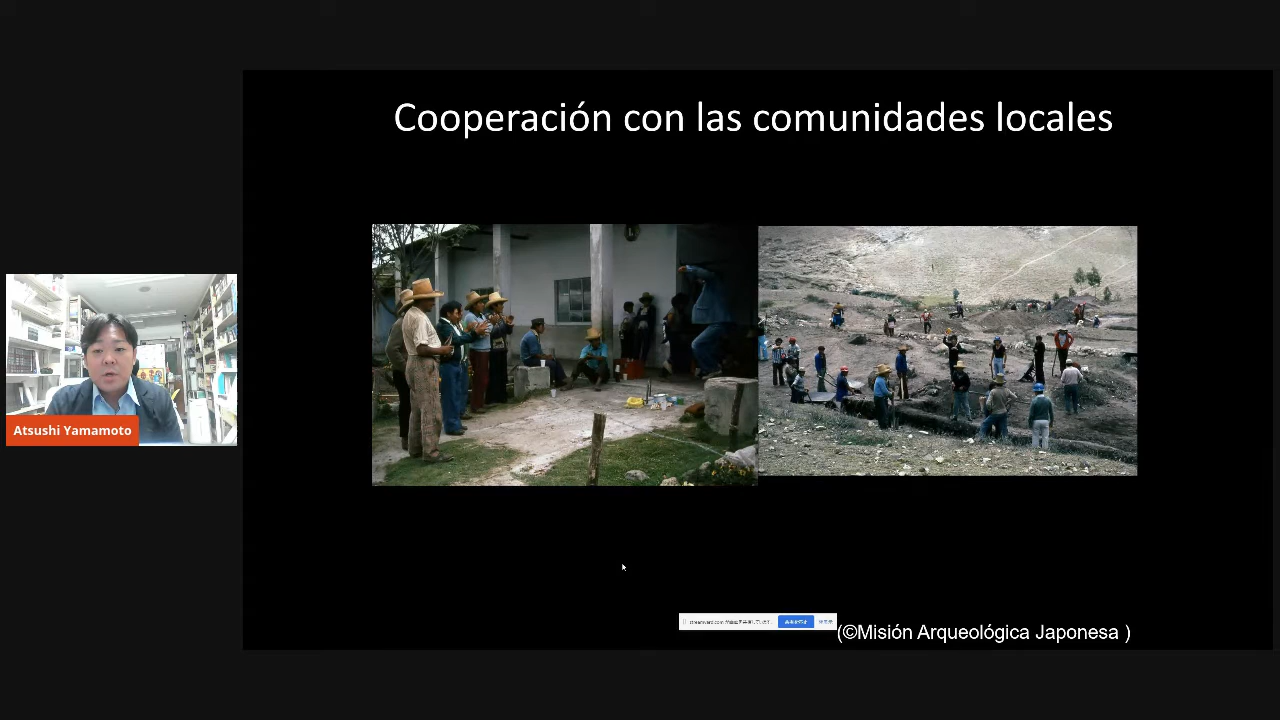 Cooperación con las comunidades locales
Atsushi Yamamoto
(©Misión Arqueológica Japonesa )